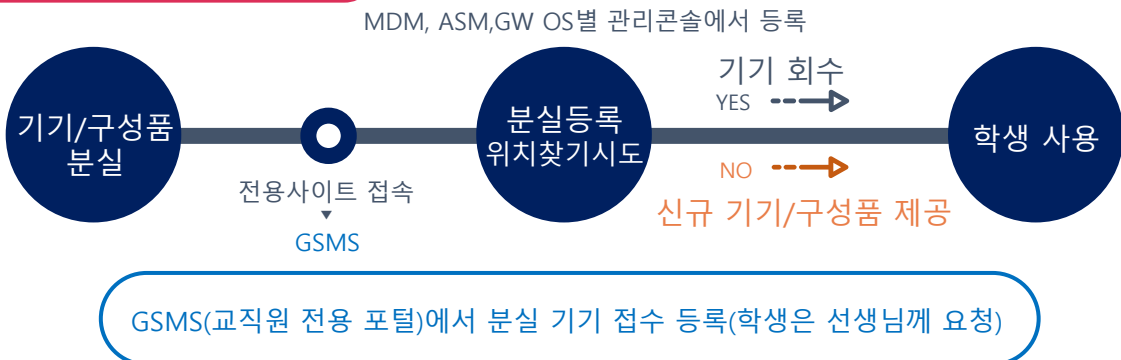 MDM, ASM,GW OS별 관리콘솔에서 등록
기기/구성품
분실
전용사이트 접속
GSMS
분실등록
위치찾기시도
기기 회수
YES
NO
신규 기기/구성품 제공
학생 사용
GSMS(교직원 전용 포털)에서 분실 기기 접수 등록(학생은 선생님께 요청)